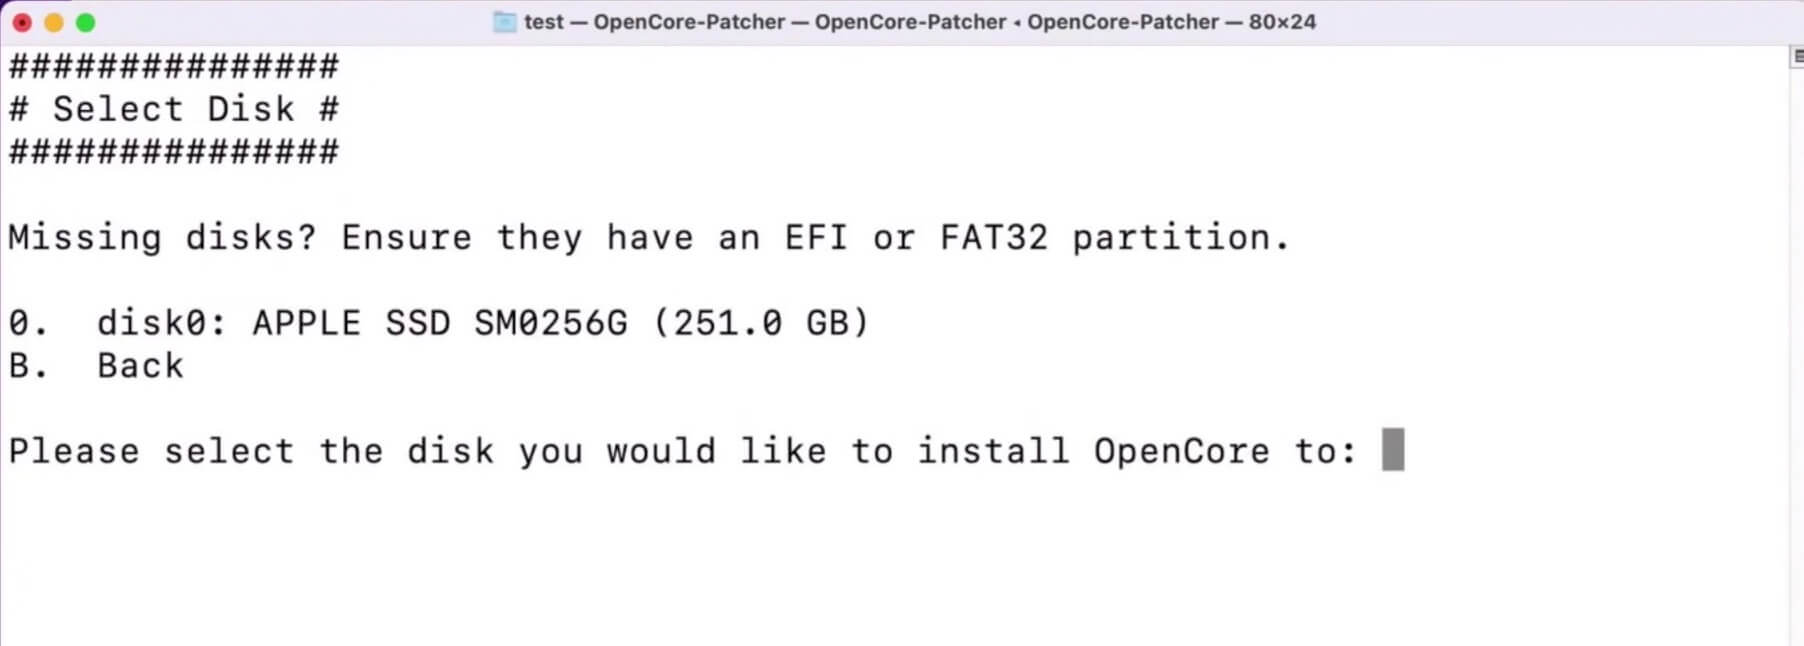 test — OpenCore-Patcher — OpenCore-Patcher ◂ OpenCore-Patcher — 80×24
###############
# Select Disk #
###############
Missing disks? Ensure they have an EFI or FAT32 partition.
0.  disk0: APPLE SSD SM0256G (251.0 GB)
B.  Back
Please select the disk you would like to install OpenCore to: